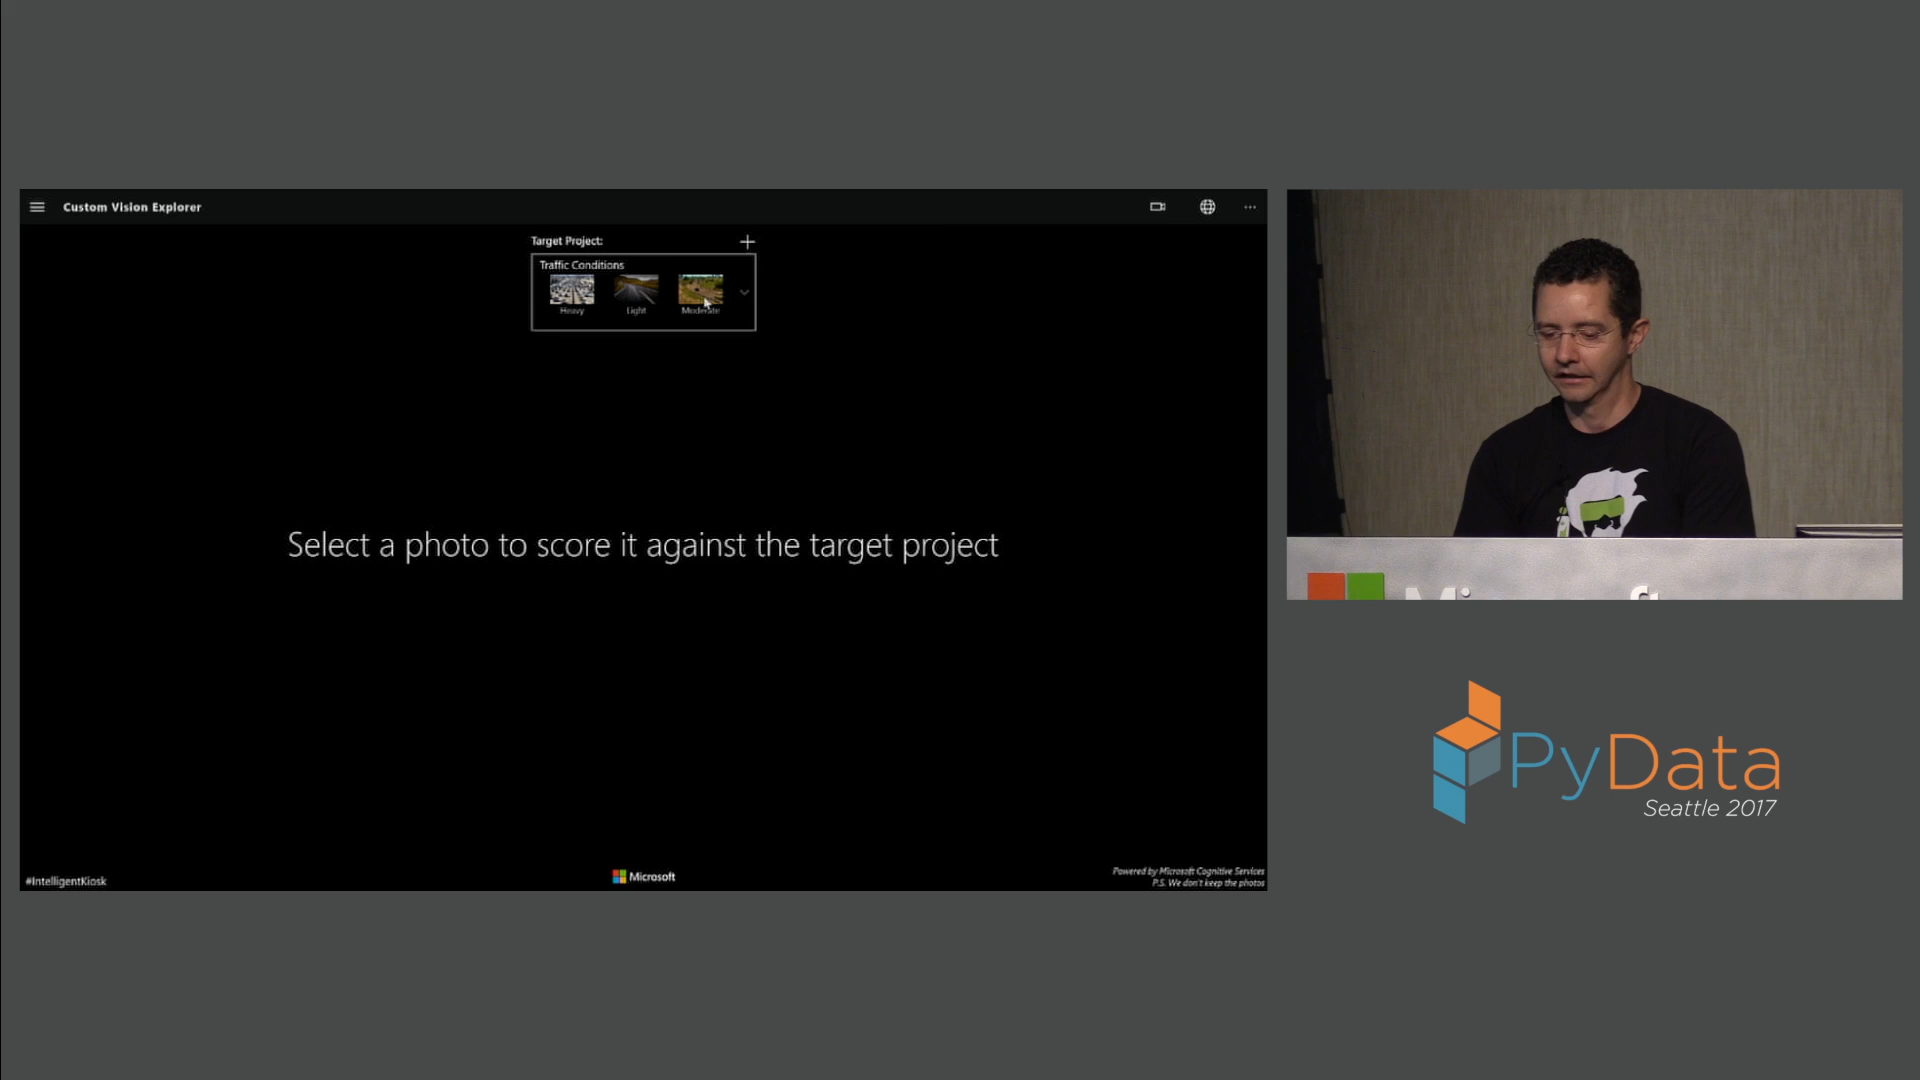 Custom Vision Explorer
Target Project:
Traffic Conditions
Heavy Light Moderate
Select a photo to score it against the target project
#IntelligentKiosk
Microsoft
Powered by Microsoft Cognitive Services
P.S. We don't keep the photos
PyData
Seattle 2017